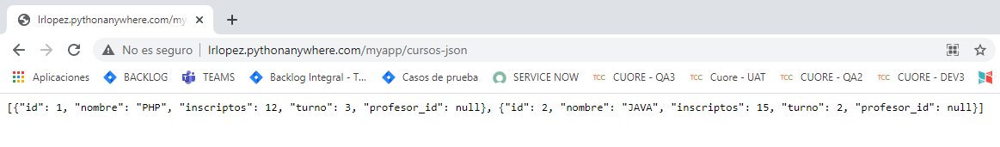 lrlopez.pythonanywhere.com/my
No es seguro lrlopez.pythonanywhere.com/myapp/cursos-json
Aplicaciones BACKLOG TEAMS Backlog Integral - T... Casos de prueba SERVICE NOW TCC CUORE - QA3 TCC Cuore - UAT TCC CUORE - QA2 TCC CUORE - DEV3
[{"id": 1, "nombre": "PHP", "inscriptos": 12, "turno": 3, "profesor_id": null}, {"id": 2, "nombre": "JAVA", "inscriptos": 15, "turno": 2, "profesor_id": null}]